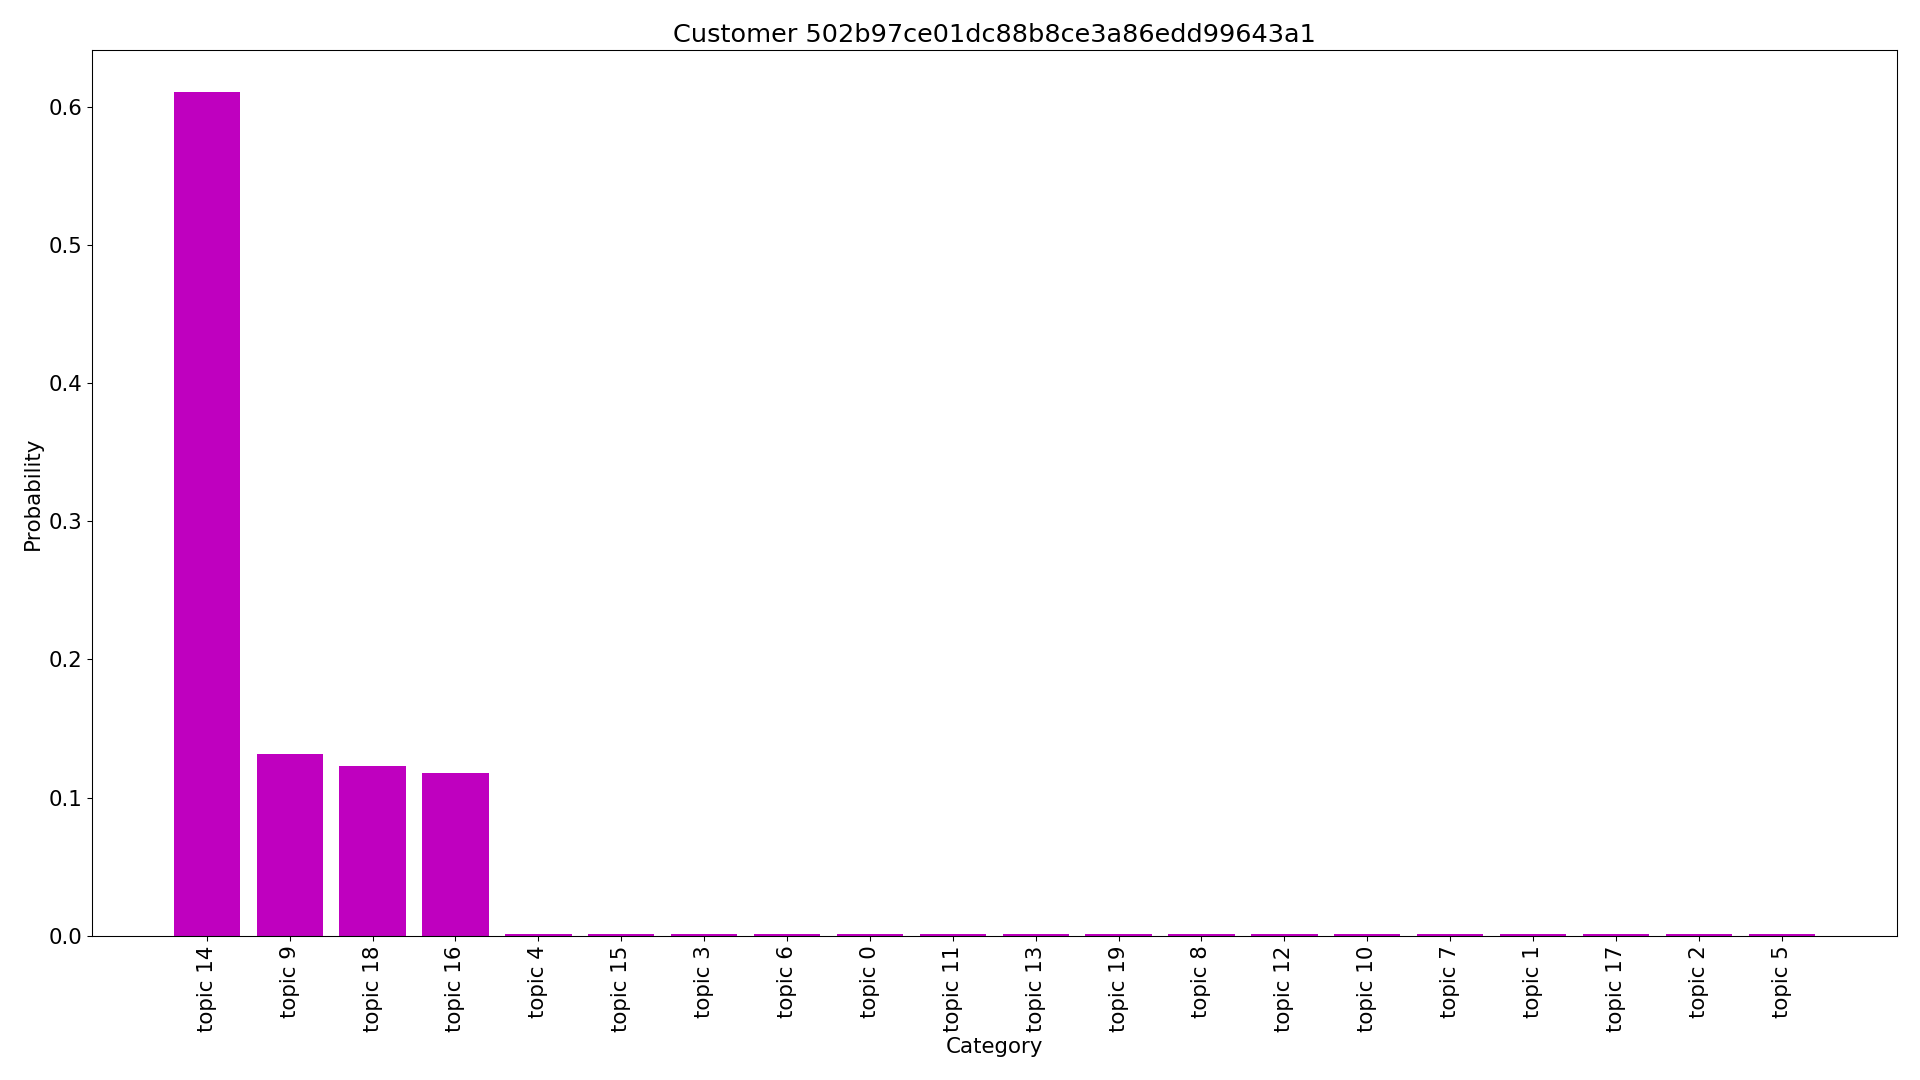 Customer 502b97ce01dc88b8ce3a86edd99643a1
Probability
0.6
0.5
0.4
0.3
0.2
0.1
0.0
topic 14
topic 9
topic 18
topic 16
topic 4
topic 15
topic 3
topic 6
topic 0
topic 11
topic 13
topic 19
topic 8
topic 12
topic 10
topic 7
topic 1
topic 17
topic 2
topic 5
Category